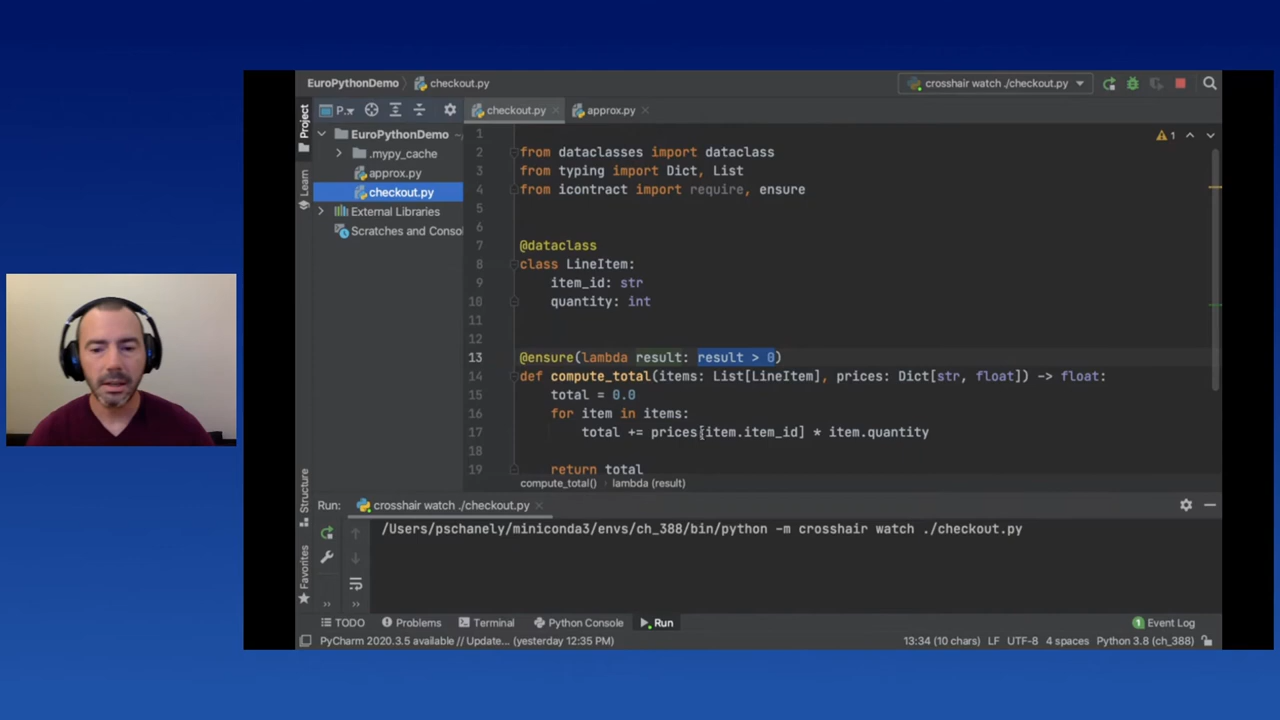 EuroPythonDemo
checkout.py
crosshair watch ./checkout.py
Project
P..
checkout.py
approx.py
EuroPythonDemo
.mypy_cache
approx.py
checkout.py
External Libraries
Scratches and Conso
Learn
1
1
2 from dataclasses import dataclass
3 from typing import Dict, List
4 from icontract import require, ensure
5
6
7 @dataclass
8 class LineItem:
9 item_id: str
10 quantity: int
11
12
13 @ensure(lambda result: result > 0)
14 def compute_total(items: List[LineItem], prices: Dict[str, float]) -> float:
15 total = 0.0
16 for item in items:
17 total += prices[item.item_id] * item.quantity
18
19 return total
compute_total()
lambda (result)
Structure
Favorites
Run:
crosshair watch ./checkout.py
/Users/pschanely/miniconda3/envs/ch_388/bin/python -m crosshair watch ./checkout.py
TODO
Problems
Terminal
Python Console
Run
1 Event Log
PyCharm 2020.3.5 available // Update... (yesterday 12:35 PM)
13:34 (10 chars)
LF
UTF-8
4 spaces
Python 3.8 (ch_388)